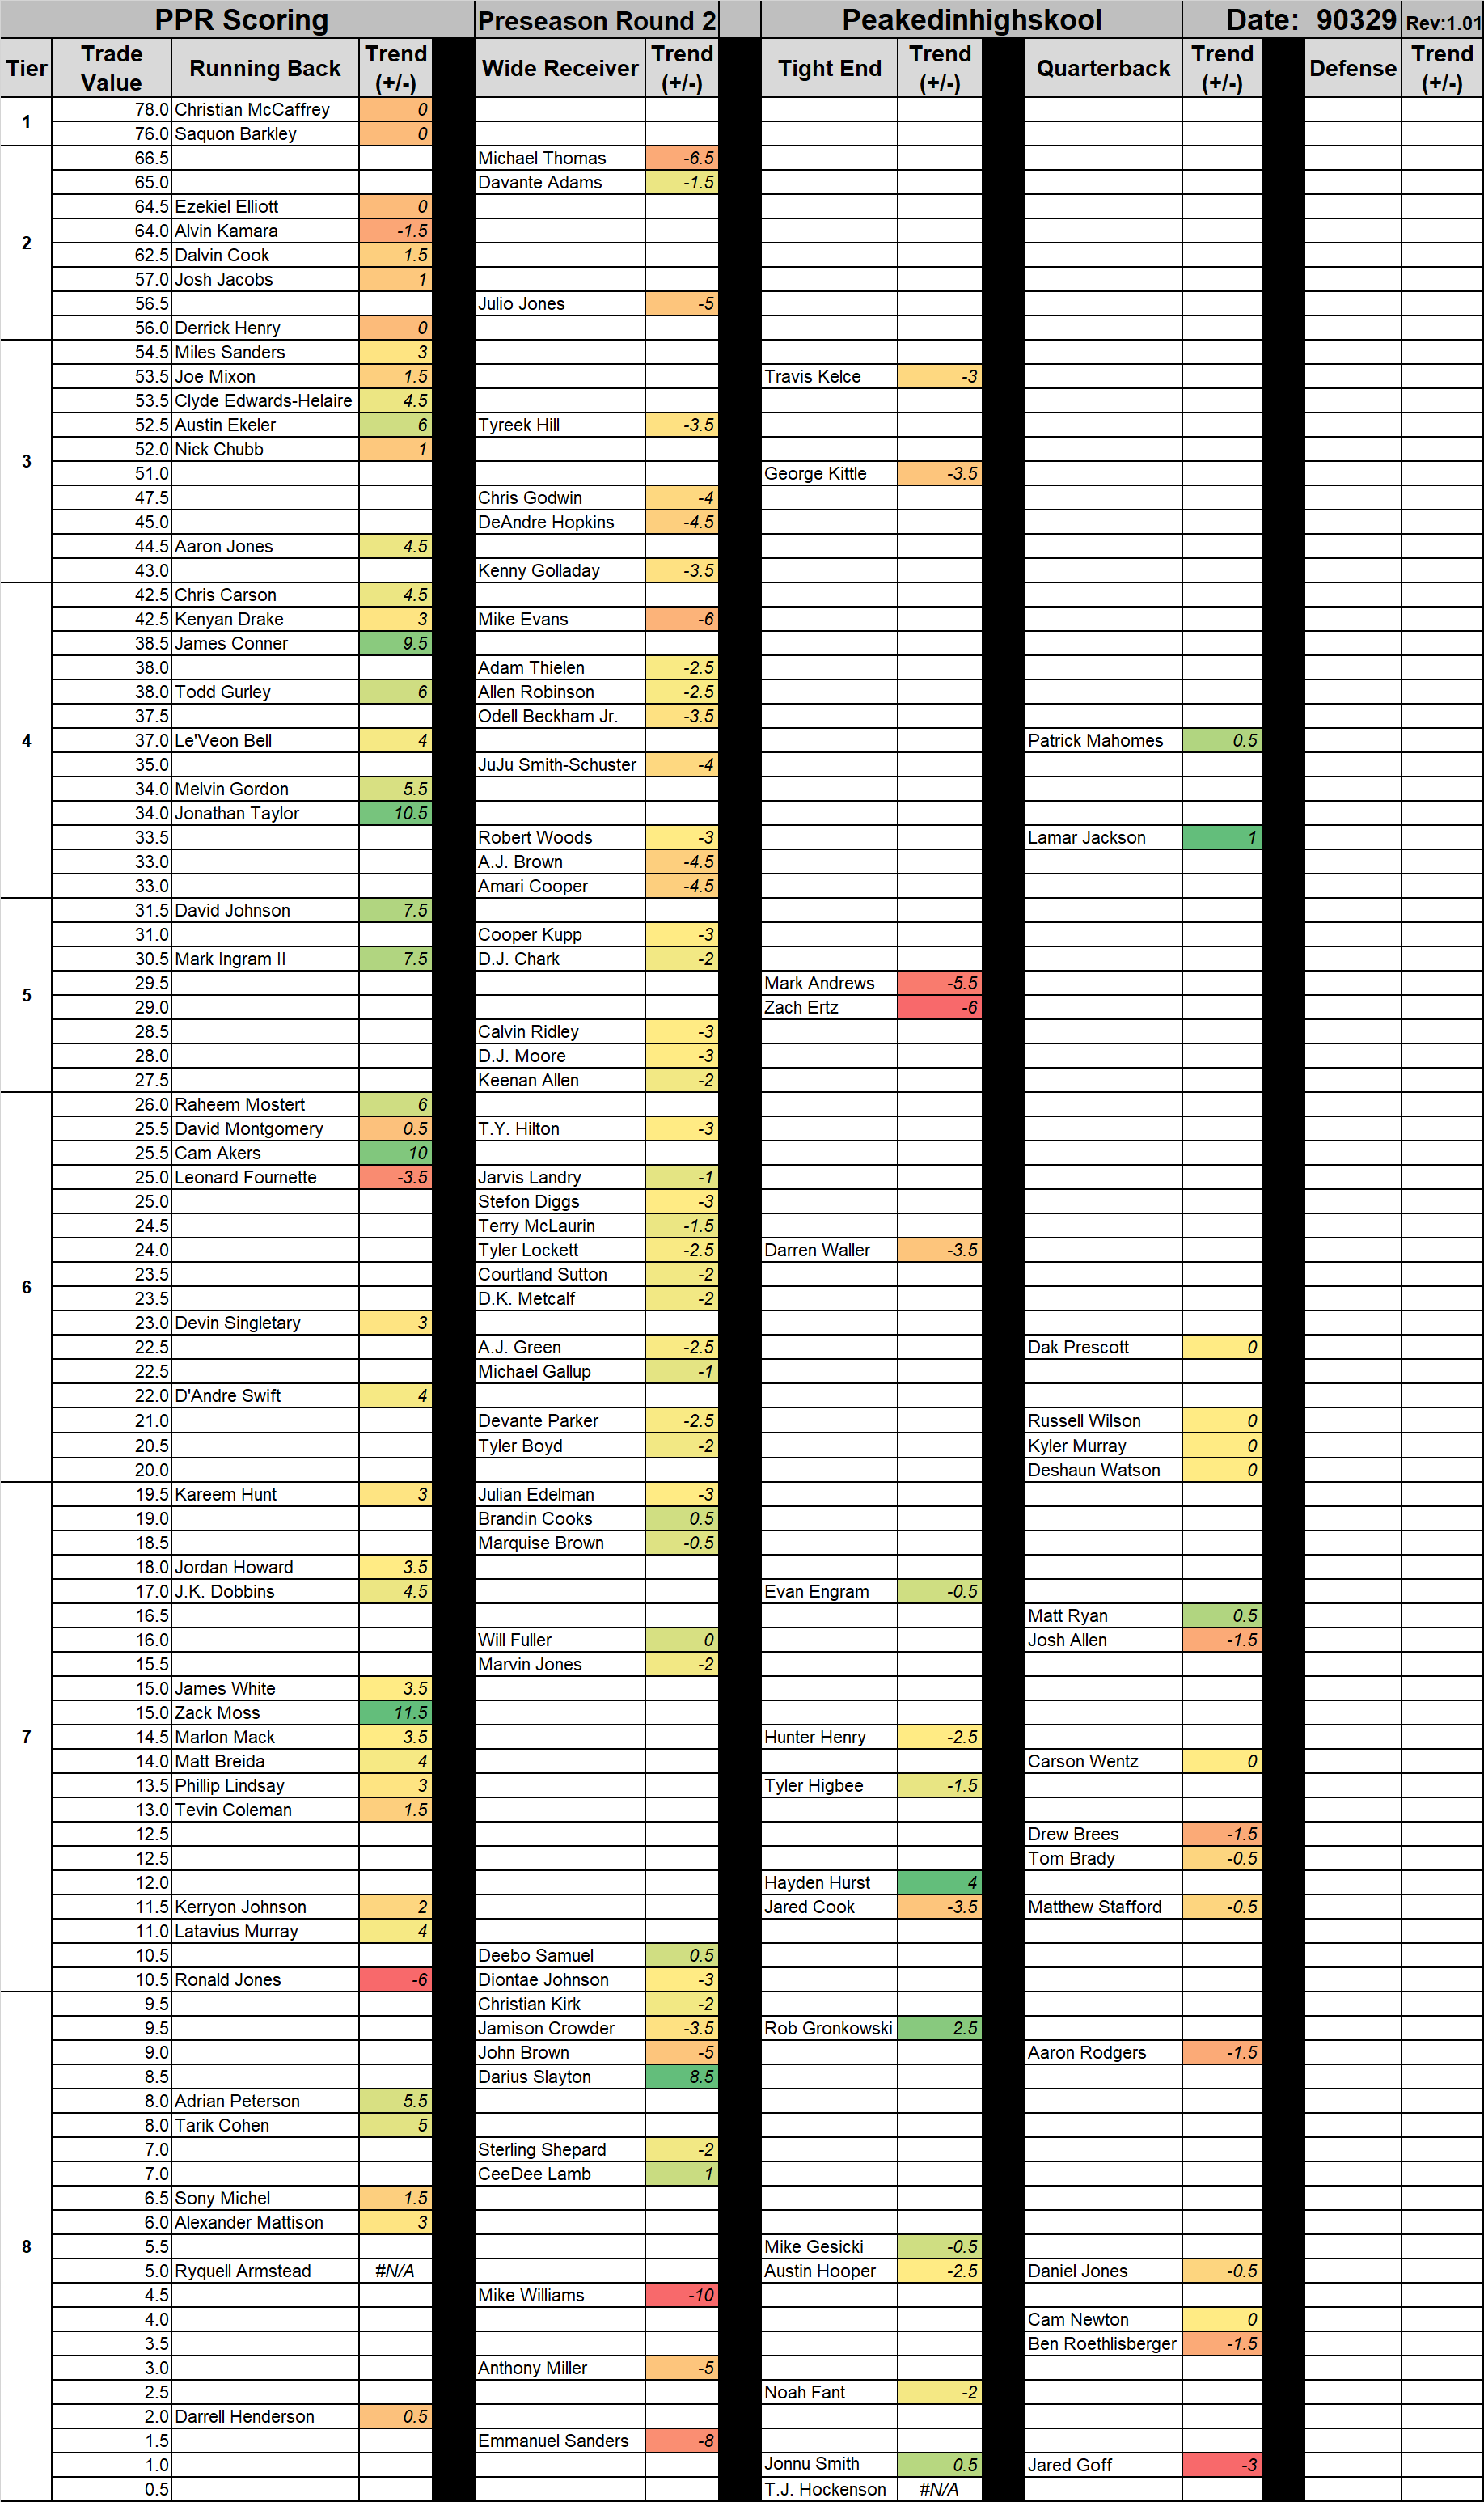 PPR Scoring Preseason Round 2 Peakedinhighskool Date: 90329 Rev:1.01
Tier Trade Value Running Back Trend (+/-) Wide Receiver Trend (+/-) Tight End Trend (+/-) Quarterback Trend (+/-) Defense Trend (+/-)
1
78.0 Christian McCaffrey 0
76.0 Saquon Barkley 0
2
66.5 Michael Thomas -6.5
65.0 Davante Adams -1.5
64.5 Ezekiel Elliott 0
64.0 Alvin Kamara -1.5
62.5 Dalvin Cook 1.5
57.0 Josh Jacobs 1
56.5 Julio Jones -5
56.0 Derrick Henry 0
3
54.5 Miles Sanders 3
53.5 Joe Mixon 1.5 Travis Kelce -3
53.5 Clyde Edwards-Helaire 4.5
52.5 Austin Ekeler 6 Tyreek Hill -3.5
52.0 Nick Chubb 1
51.0 George Kittle -3.5
47.5 Chris Godwin -4
45.0 DeAndre Hopkins -4.5
44.5 Aaron Jones 4.5
43.0 Kenny Golladay -3.5
4
42.5 Chris Carson 4.5
42.5 Kenyan Drake 3 Mike Evans -6
38.5 James Conner 9.5
38.0 Adam Thielen -2.5
38.0 Todd Gurley 6 Allen Robinson -2.5
37.5 Odell Beckham Jr. -3.5
37.0 Le'Veon Bell 4 Patrick Mahomes 0.5
35.0 JuJu Smith-Schuster -4
34.0 Melvin Gordon 5.5
34.0 Jonathan Taylor 10.5
33.5 Robert Woods -3 Lamar Jackson 1
33.0 A.J. Brown -4.5
33.0 Amari Cooper -4.5
5
31.5 David Johnson 7.5
31.0 Cooper Kupp -3
30.5 Mark Ingram II 7.5 D.J. Chark -2
29.5 Mark Andrews -5.5
29.0 Zach Ertz -6
28.5 Calvin Ridley -3
28.0 D.J. Moore -3
27.5 Keenan Allen -2
6
26.0 Raheem Mostert 6
25.5 David Montgomery 0.5 T.Y. Hilton -3
25.5 Cam Akers 10
25.0 Leonard Fournette -3.5 Jarvis Landry -1
25.0 Stefon Diggs -3
24.5 Terry McLaurin -1.5
24.0 Tyler Lockett -2.5 Darren Waller -3.5
23.5 Courtland Sutton -2
23.5 D.K. Metcalf -2
23.0 Devin Singletary 3
22.5 A.J. Green -2.5 Dak Prescott 0
22.5 Michael Gallup -1
22.0 D'Andre Swift 4
21.0 Devante Parker -2.5 Russell Wilson 0
20.5 Tyler Boyd -2 Kyler Murray 0
20.0 Deshaun Watson 0
7
19.5 Kareem Hunt 3 Julian Edelman -3
19.0 Brandin Cooks 0.5
18.5 Marquise Brown -0.5
18.0 Jordan Howard 3.5
17.0 J.K. Dobbins 4.5 Evan Engram -0.5
16.5 Matt Ryan 0.5
16.0 Will Fuller 0 Josh Allen -1.5
15.5 Marvin Jones -2
15.0 James White 3.5
15.0 Zack Moss 11.5
14.5 Marlon Mack 3.5 Hunter Henry -2.5
14.0 Matt Breida 4 Carson Wentz 0
13.5 Phillip Lindsay 3 Tyler Higbee -1.5
13.0 Tevin Coleman 1.5
12.5 Drew Brees -1.5
12.5 Tom Brady -0.5
12.0 Hayden Hurst 4
11.5 Kerryon Johnson 2 Jared Cook -3.5 Matthew Stafford -0.5
11.0 Latavius Murray 4
10.5 Deebo Samuel 0.5
10.5 Ronald Jones -6 Diontae Johnson -3
8
9.5 Christian Kirk -2
9.5 Jamison Crowder -3.5 Rob Gronkowski 2.5
9.0 John Brown -5 Aaron Rodgers -1.5
8.5 Darius Slayton 8.5
8.0 Adrian Peterson 5.5
8.0 Tarik Cohen 5
7.0 Sterling Shepard -2
7.0 CeeDee Lamb 1
6.5 Sony Michel 1.5
6.0 Alexander Mattison 3
5.5 Mike Gesicki -0.5
5.0 Ryquell Armstead #N/A Austin Hooper -2.5 Daniel Jones -0.5
4.5 Mike Williams -10
4.0 Cam Newton 0
3.5 Ben Roethlisberger -1.5
3.0 Anthony Miller -5
2.5 Noah Fant -2
2.0 Darrell Henderson 0.5
1.5 Emmanuel Sanders -8
1.0 Jonnu Smith 0.5 Jared Goff -3
0.5 T.J. Hockenson #N/A